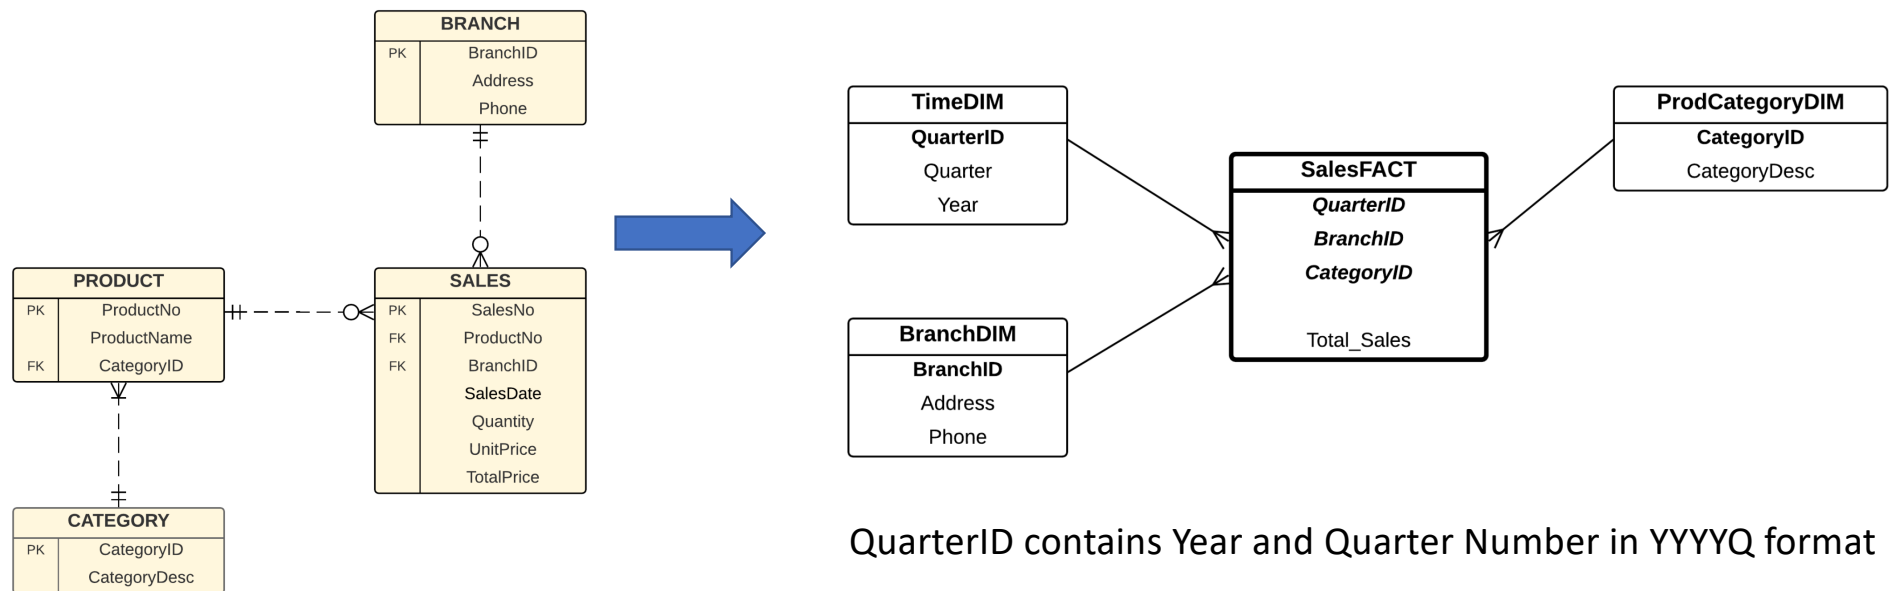 BRANCH
PK BranchID
Address
Phone
PRODUCT
PK ProductNo
ProductName
FK CategoryID
SALES
PK SalesNo
FK ProductNo
FK BranchID
SalesDate
Quantity
UnitPrice
TotalPrice
CATEGORY
PK CategoryID
CategoryDesc
TimeDIM
QuarterID
Quarter
Year
BranchDIM
BranchID
Address
Phone
SalesFACT
QuarterID
BranchID
CategoryID
Total_Sales
ProdCategoryDIM
CategoryID
CategoryDesc
QuarterID contains Year and Quarter Number in YYYYQ format